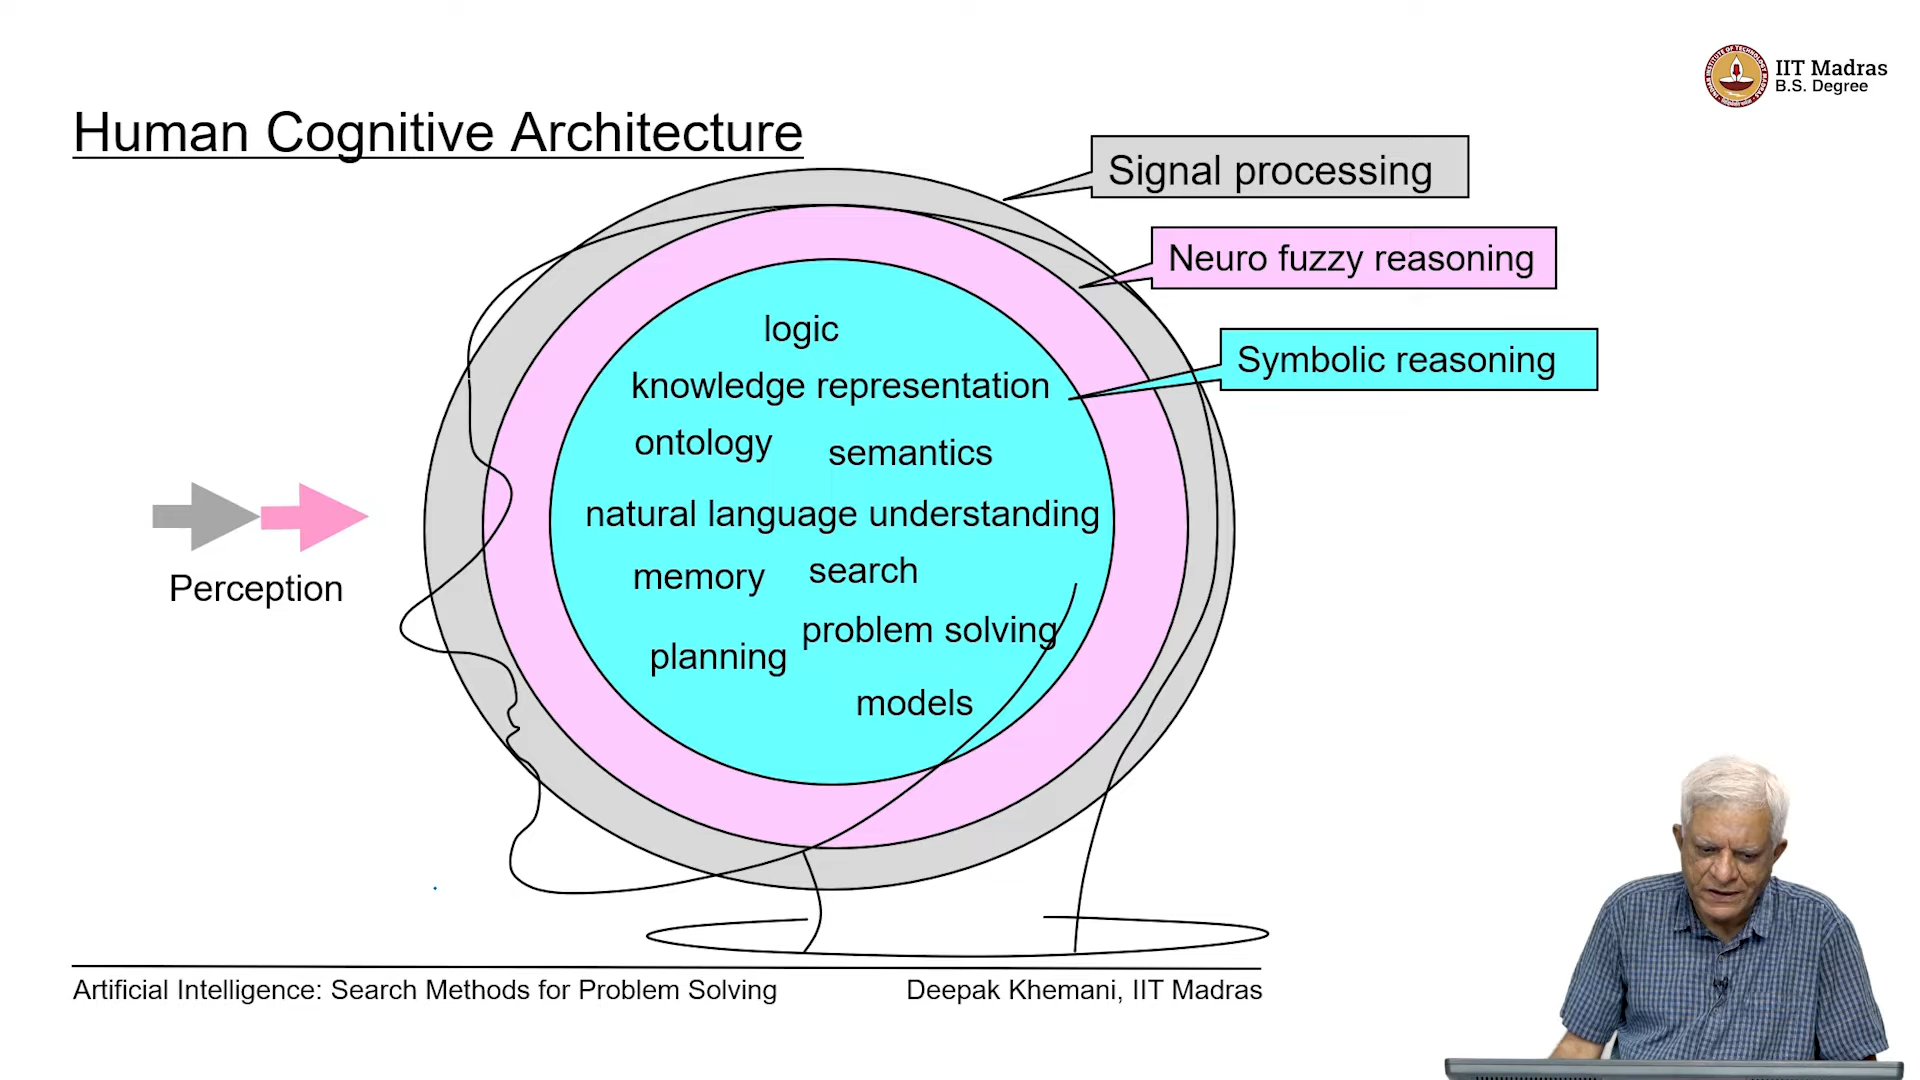 IIT Madras
B.S. Degree
Human Cognitive Architecture
Signal processing
Neuro fuzzy reasoning
Symbolic reasoning
logic
knowledge representation
ontology
semantics
natural language understanding
memory
search
problem solving
planning
models
Perception
Artificial Intelligence: Search Methods for Problem Solving
Deepak Khemani, IIT Madras